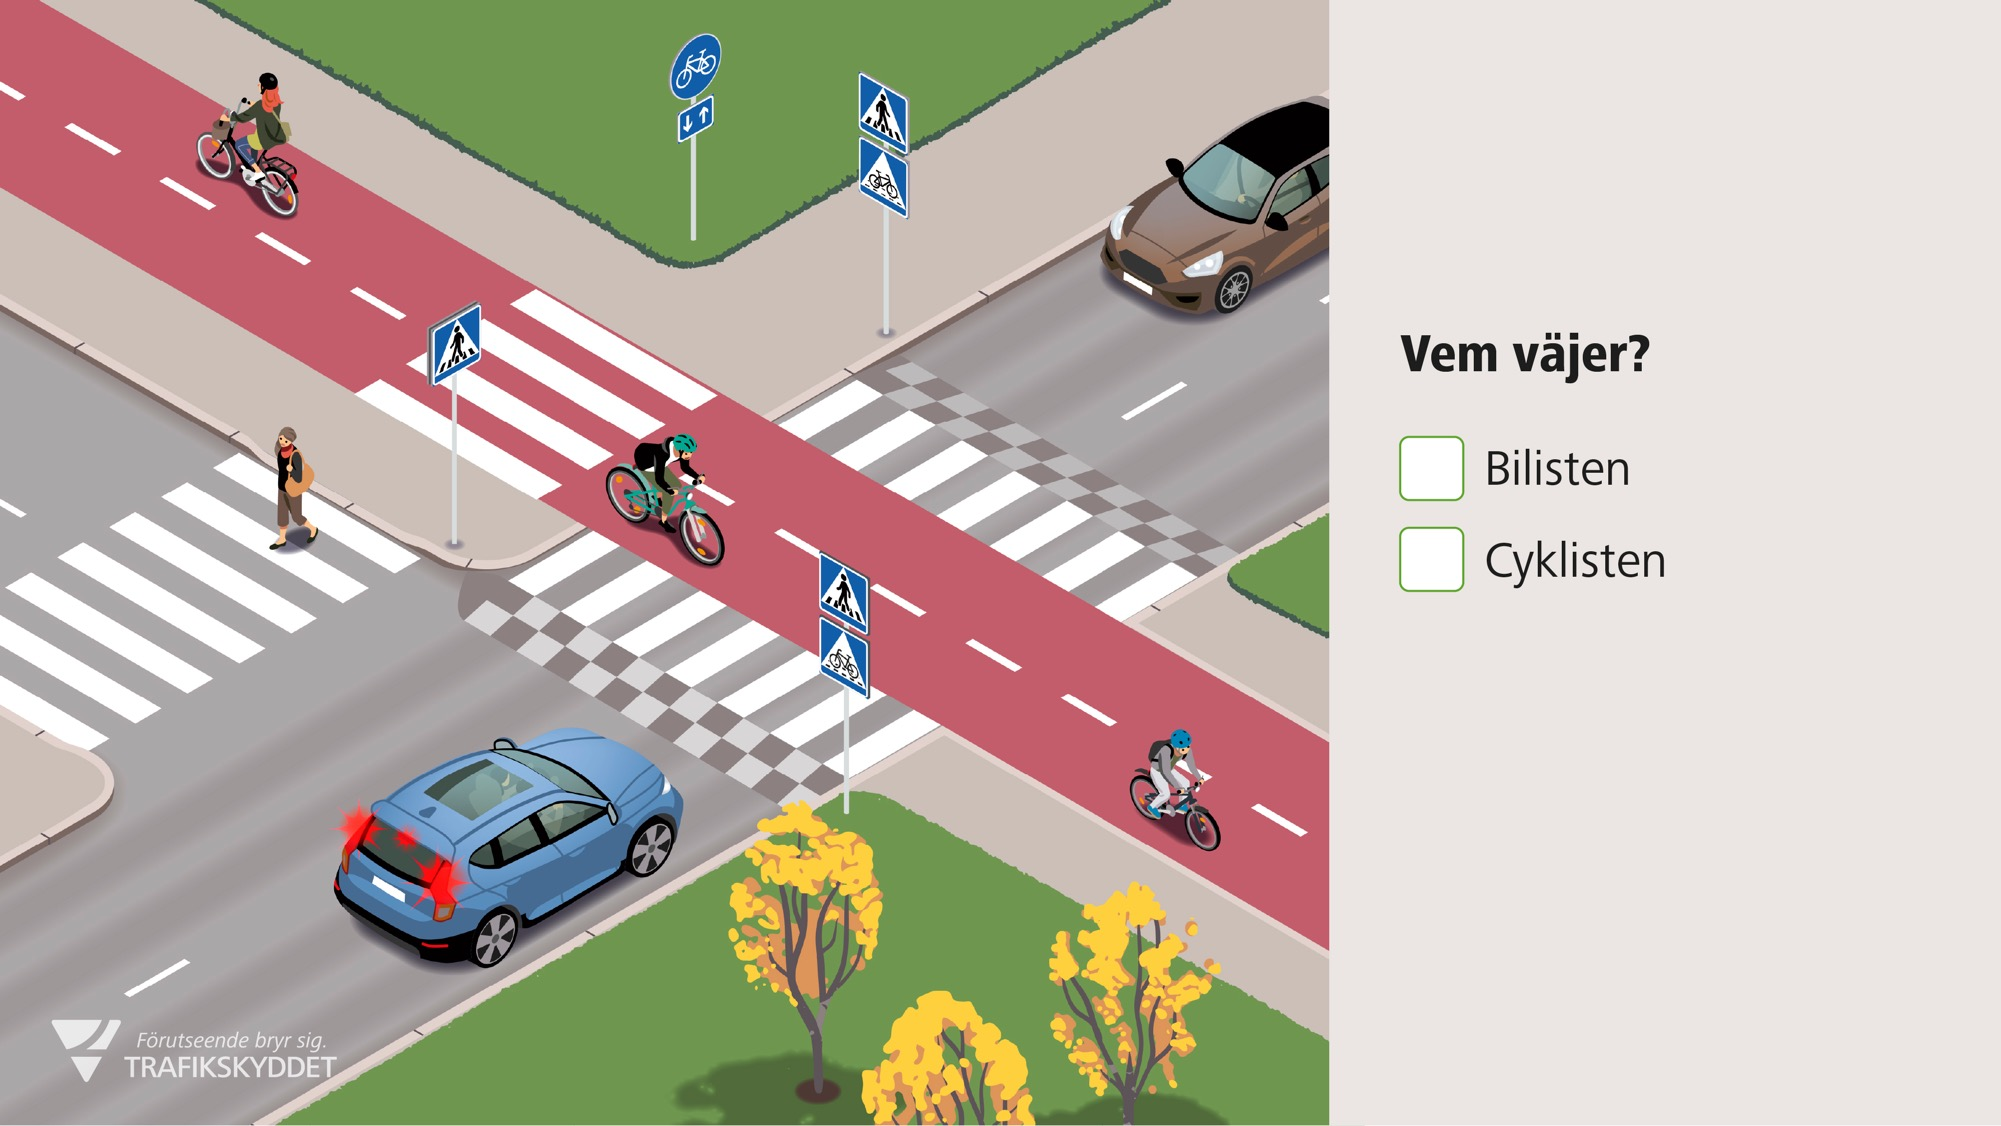 Vem väjer?
Bilisten
Cyklisten
Förutseende bryr sig.
TRAFIKSKYDDET